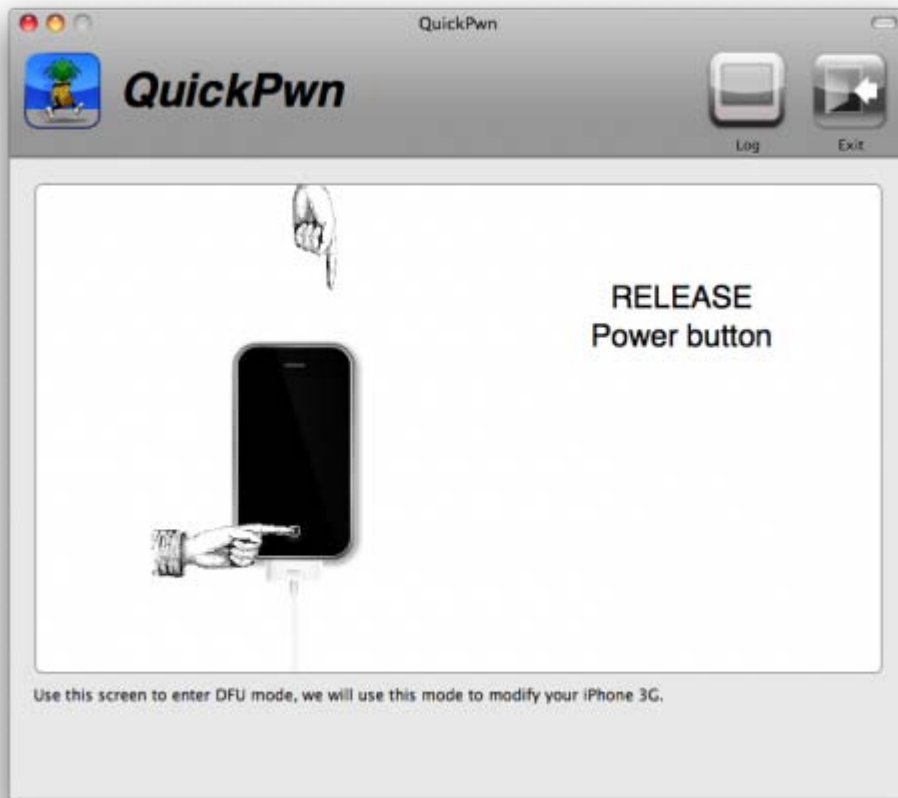 QuickPwn
QuickPwn
Log
Exit
RELEASE
Power button
Use this screen to enter DFU mode, we will use this mode to modify your iPhone 3G.